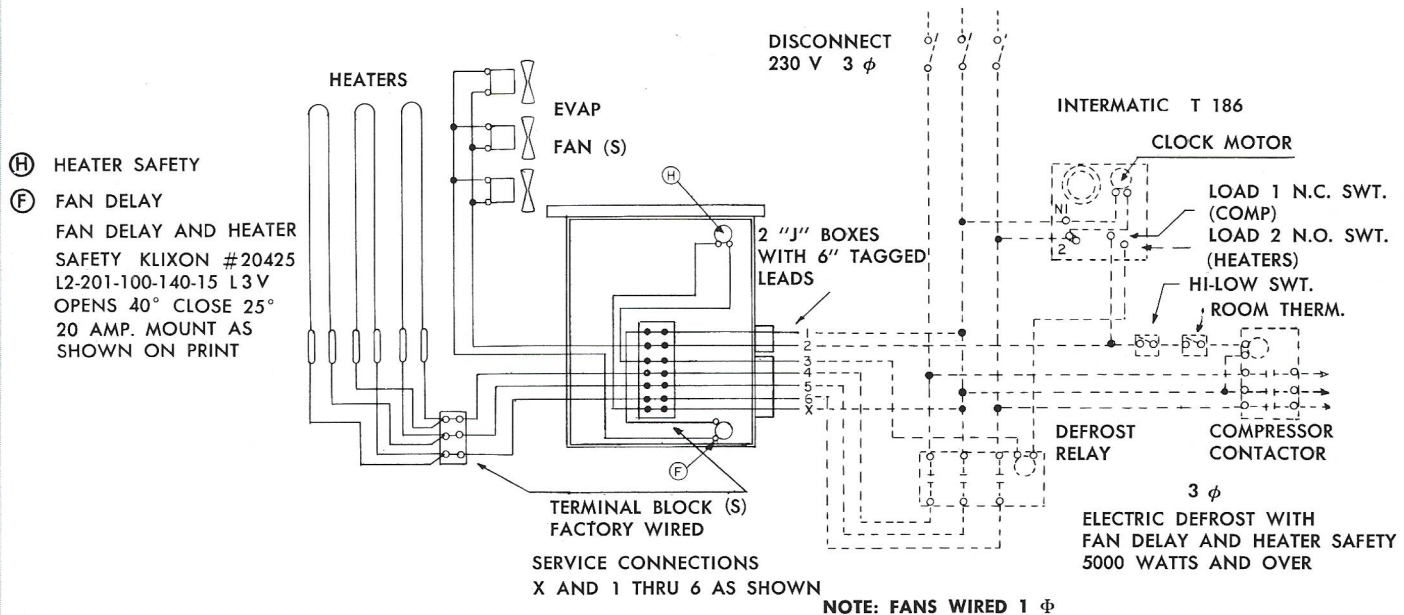 DISCONNECT
230 V 3 φ
HEATERS
EVAP
FAN (S)
INTERMATIC T 186
CLOCK MOTOR
Ⓗ HEATER SAFETY
Ⓕ FAN DELAY
FAN DELAY AND HEATER
SAFETY KLIXON #20425
L2-201-100-140-15 L3V
OPENS 40° CLOSE 25°
20 AMP. MOUNT AS
SHOWN ON PRINT
H
2 "J" BOXES
WITH 6" TAGGED
LEADS
N1
2
LOAD 1 N.C. SWT.
(COMP)
LOAD 2 N.O. SWT.
(HEATERS)
HI-LOW SWT.
ROOM THERM.
1
2
3
4
5
6
X
F
DEFROST
RELAY
COMPRESSOR
CONTACTOR
TERMINAL BLOCK (S)
FACTORY WIRED
3 φ
ELECTRIC DEFROST WITH
FAN DELAY AND HEATER SAFETY
5000 WATTS AND OVER
SERVICE CONNECTIONS
X AND 1 THRU 6 AS SHOWN
NOTE: FANS WIRED 1 Φ